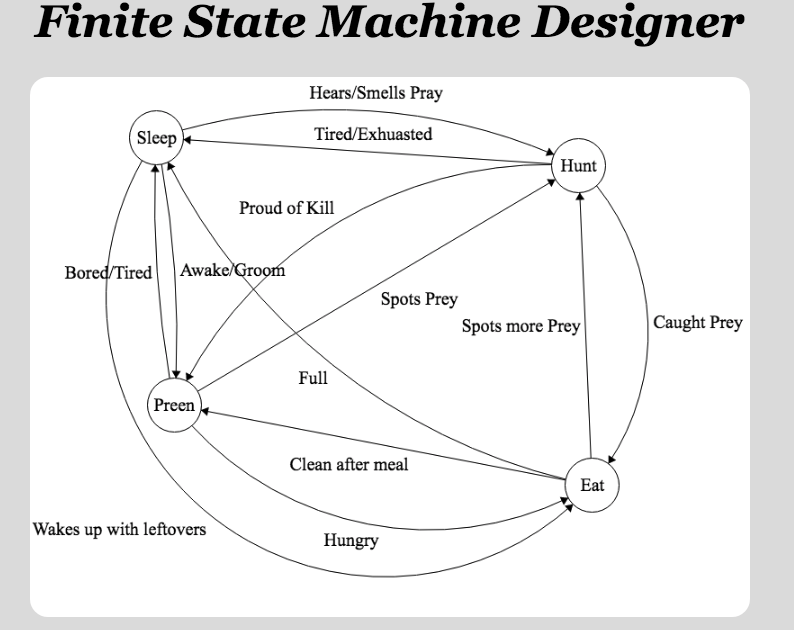 Finite State Machine Designer
Hears/Smells Pray
Sleep
Tired/Exhuasted
Hunt
Proud of Kill
Bored/Tired
Awake/Groom
Spots Prey
Spots more Prey
Caught Prey
Full
Preen
Clean after meal
Eat
Wakes up with leftovers
Hungry